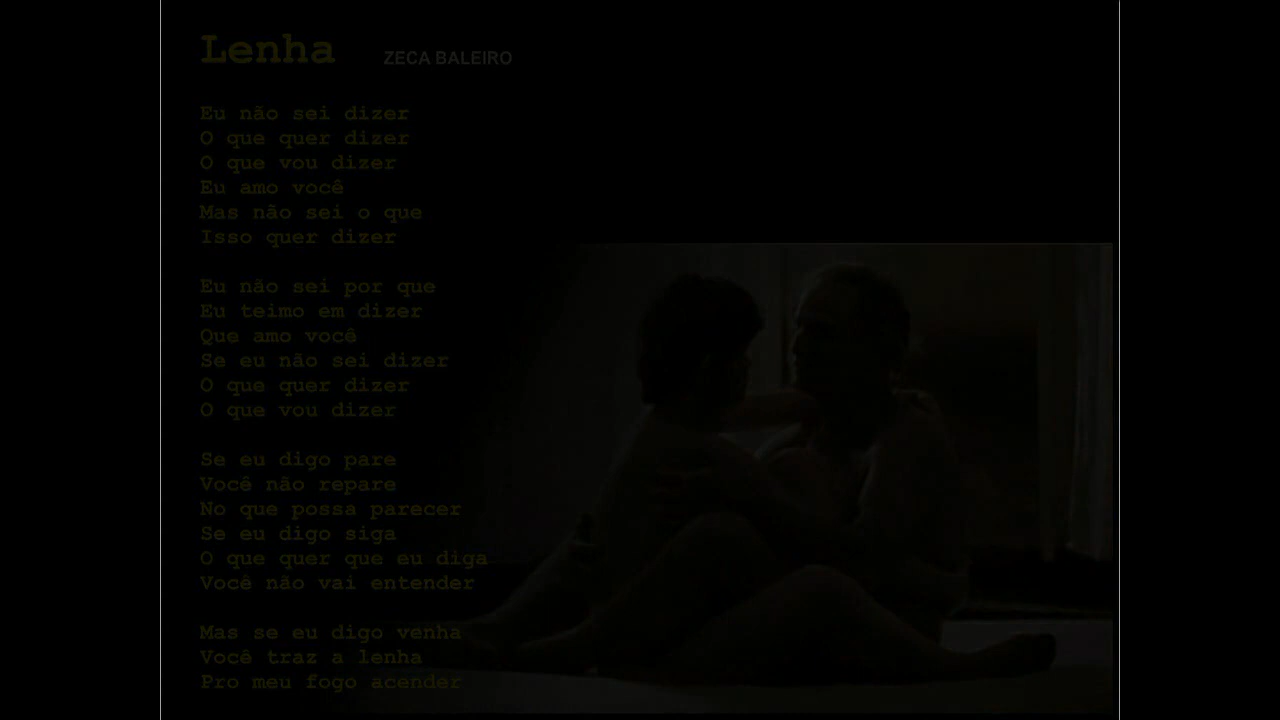 Lenha ZECA BALEIRO
Eu não sei dizer
O que quer dizer
O que vou dizer
Eu amo você
Mas não sei o que
Isso quer dizer
Eu não sei por que
Eu teimo em dizer
Que amo você
Se eu não sei dizer
O que quer dizer
O que vou dizer
Se eu digo pare
Você não repare
No que possa parecer
Se eu digo siga
O que quer que eu diga
Você não vai entender
Mas se eu digo venha
Você traz a lenha
Pro meu fogo acender